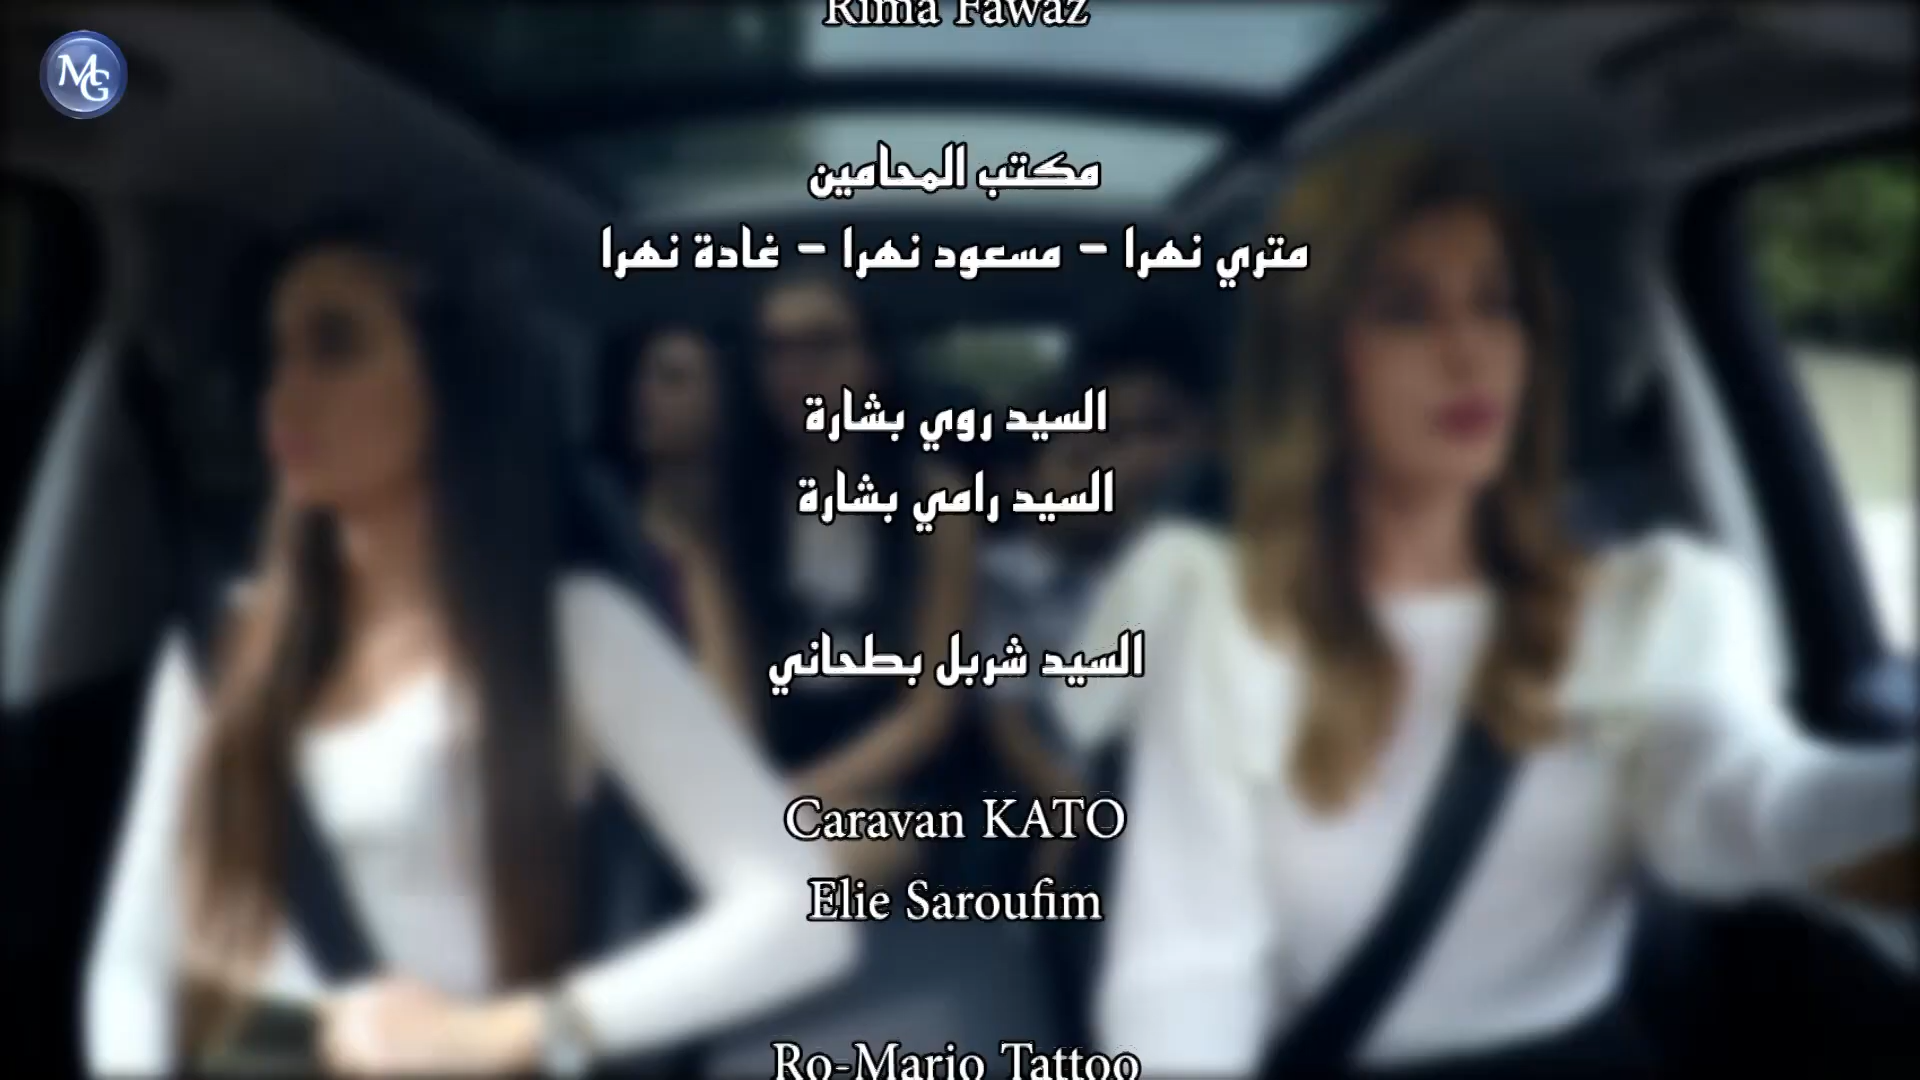 Rima Fawaz
MG
مكتب المحامين
متري نهرا - مسعود نهرا - غادة نهرا
السيد روي بشارة
السيد رامي بشارة
السيد شربل بطحاني
Caravan KATO
Elie Saroufim
Ro-Mario Tattoo